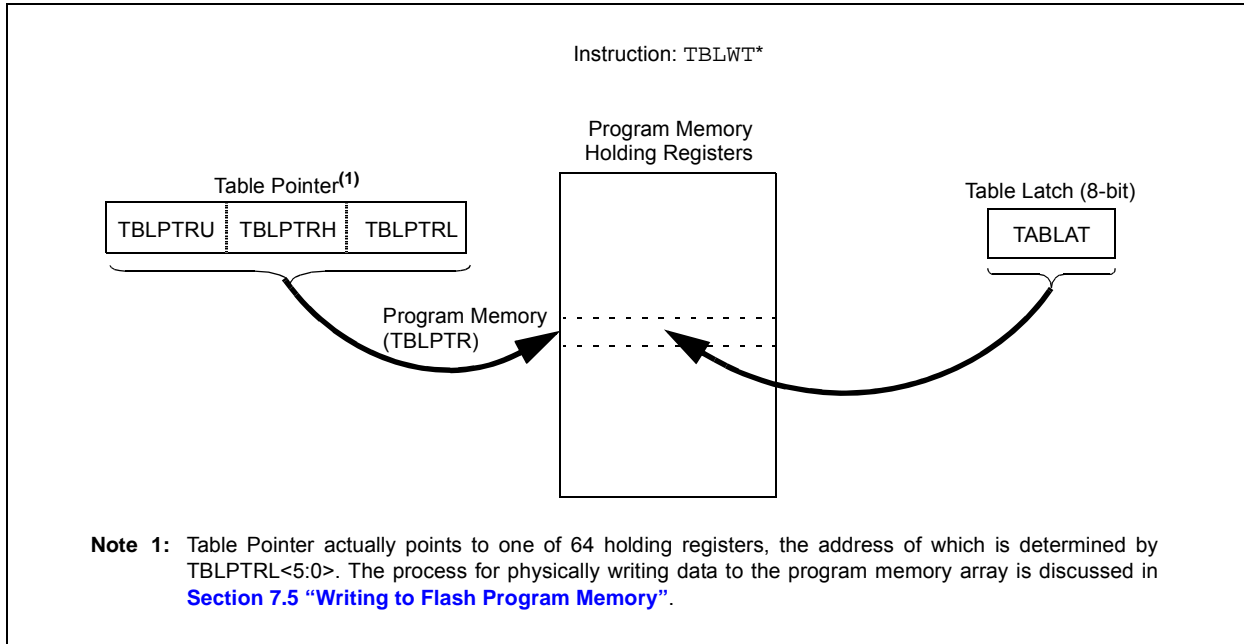 Instruction: TBLWT*
Program Memory
Holding Registers
Table Pointer(1)
Table Latch (8-bit)
TBLPTRU TBLPTRH TBLPTRL
TABLAT
Program Memory
(TBLPTR)
Note 1: Table Pointer actually points to one of 64 holding registers, the address of which is determined by
TBLPTRL<5:0>. The process for physically writing data to the program memory array is discussed in
Section 7.5 “Writing to Flash Program Memory”.